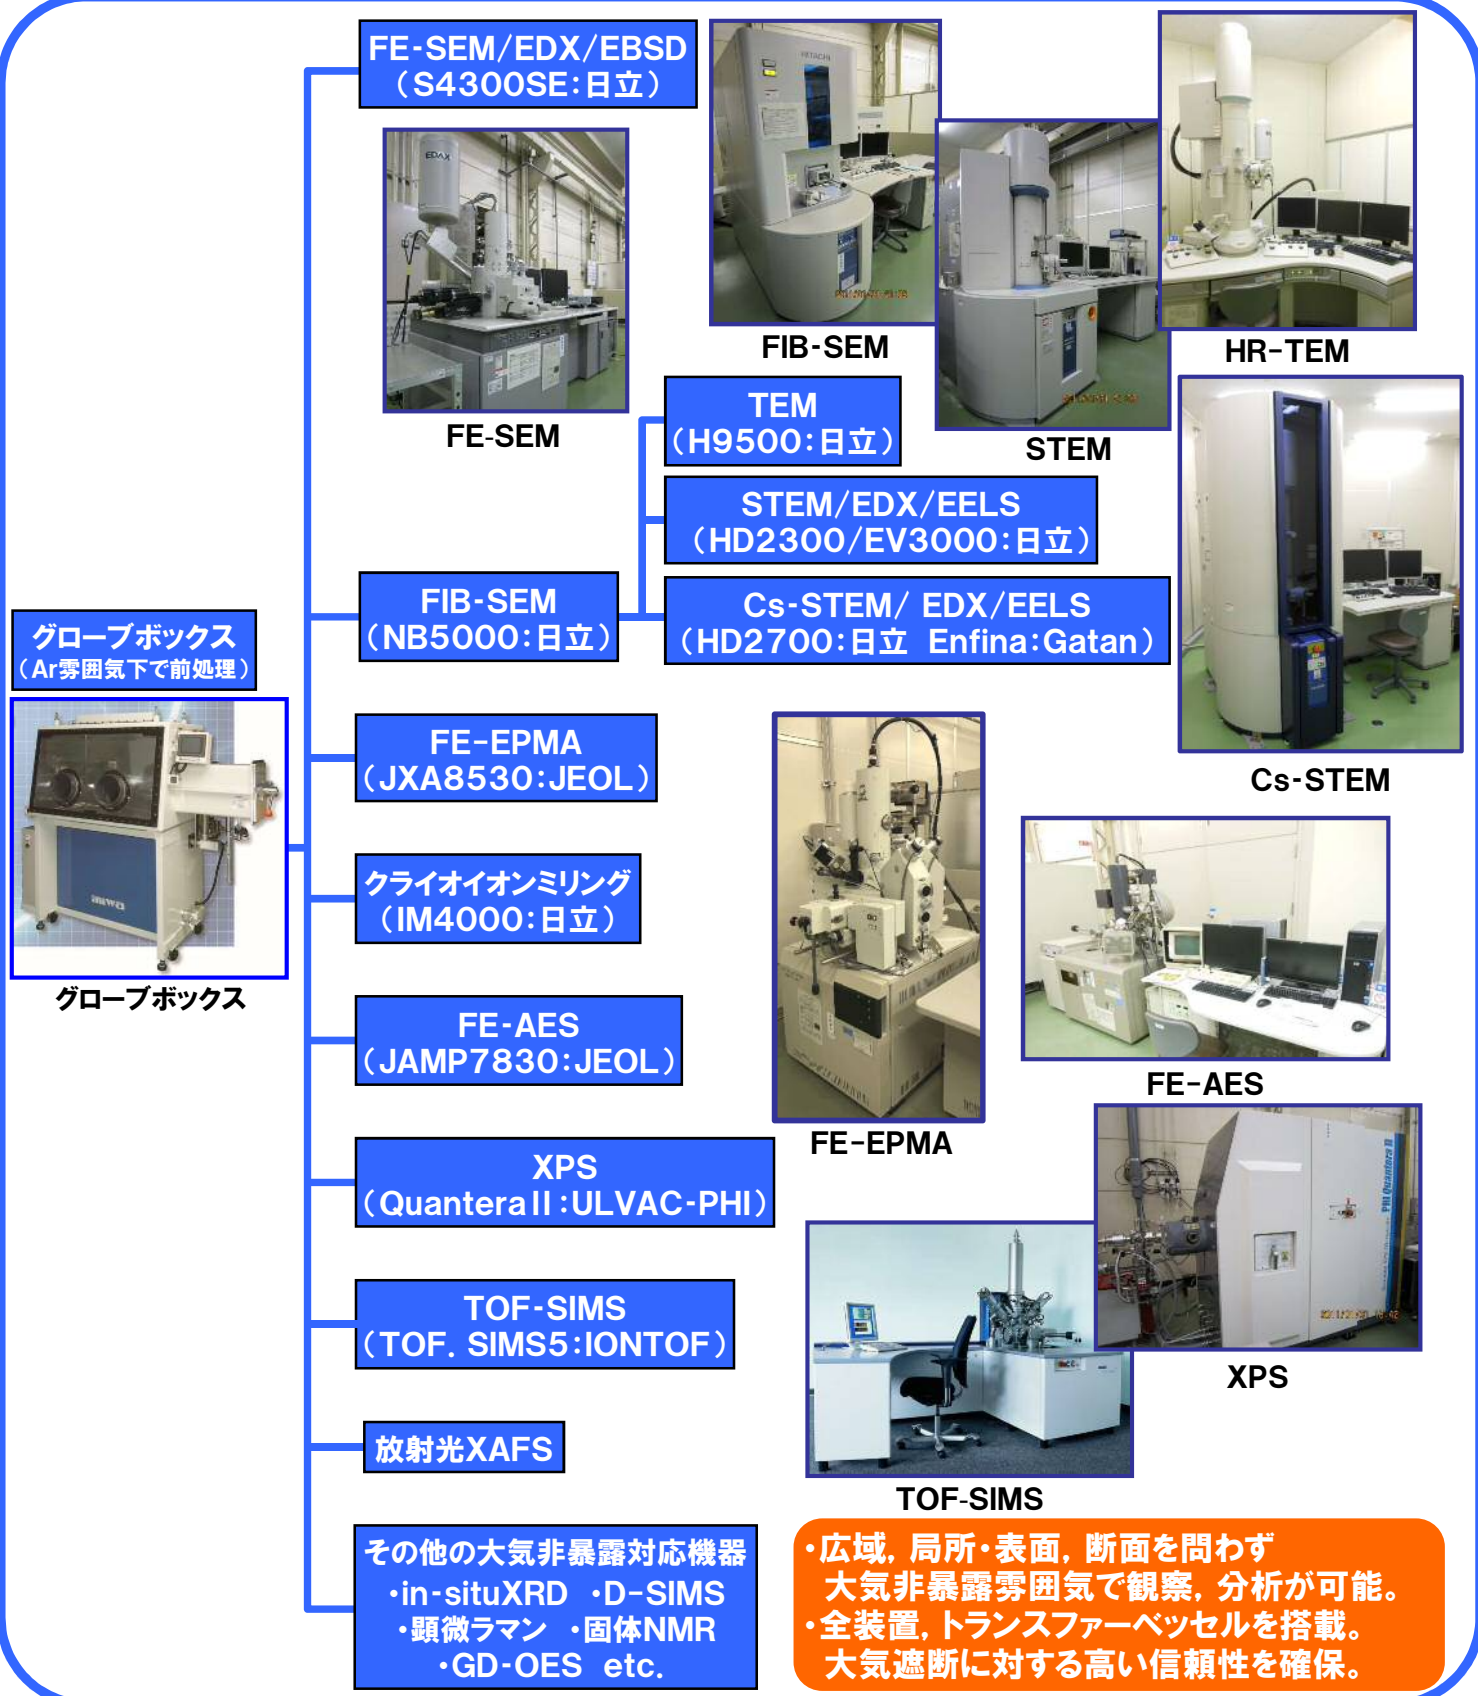 FE-SEM/EDX/EBSD
(S4300SE:日立)
HITACHI
EDAX
FE-SEM
FIB-SEM
STEM
HR-TEM
TEM
(H9500:日立)
STEM/EDX/EELS
(HD2300/EV3000:日立)
FIB-SEM
(NB5000:日立)
Cs-STEM/ EDX/EELS
(HD2700:日立 Enfina:Gatan)
Cs-STEM
グローブボックス
(Ar雰囲気下で前処理)
miwa
グローブボックス
FE-EPMA
(JXA8530:JEOL)
クライオイオンミリング
(IM4000:日立)
FE-AES
(JAMP7830:JEOL)
FE-EPMA
FE-AES
XPS
(QuanteraⅡ:ULVAC-PHI)
PHI Quantera II
XPS
TOF-SIMS
(TOF. SIMS5:IONTOF)
TOF-SIMS
放射光XAFS
その他の大気非暴露対応機器
・in-situXRD ・D-SIMS
・顕微ラマン ・固体NMR
・GD-OES etc.
・広域, 局所・表面, 断面を問わず
大気非暴露雰囲気で観察, 分析が可能。
・全装置, トランスファーベッセルを搭載。
大気遮断に対する高い信頼性を確保。